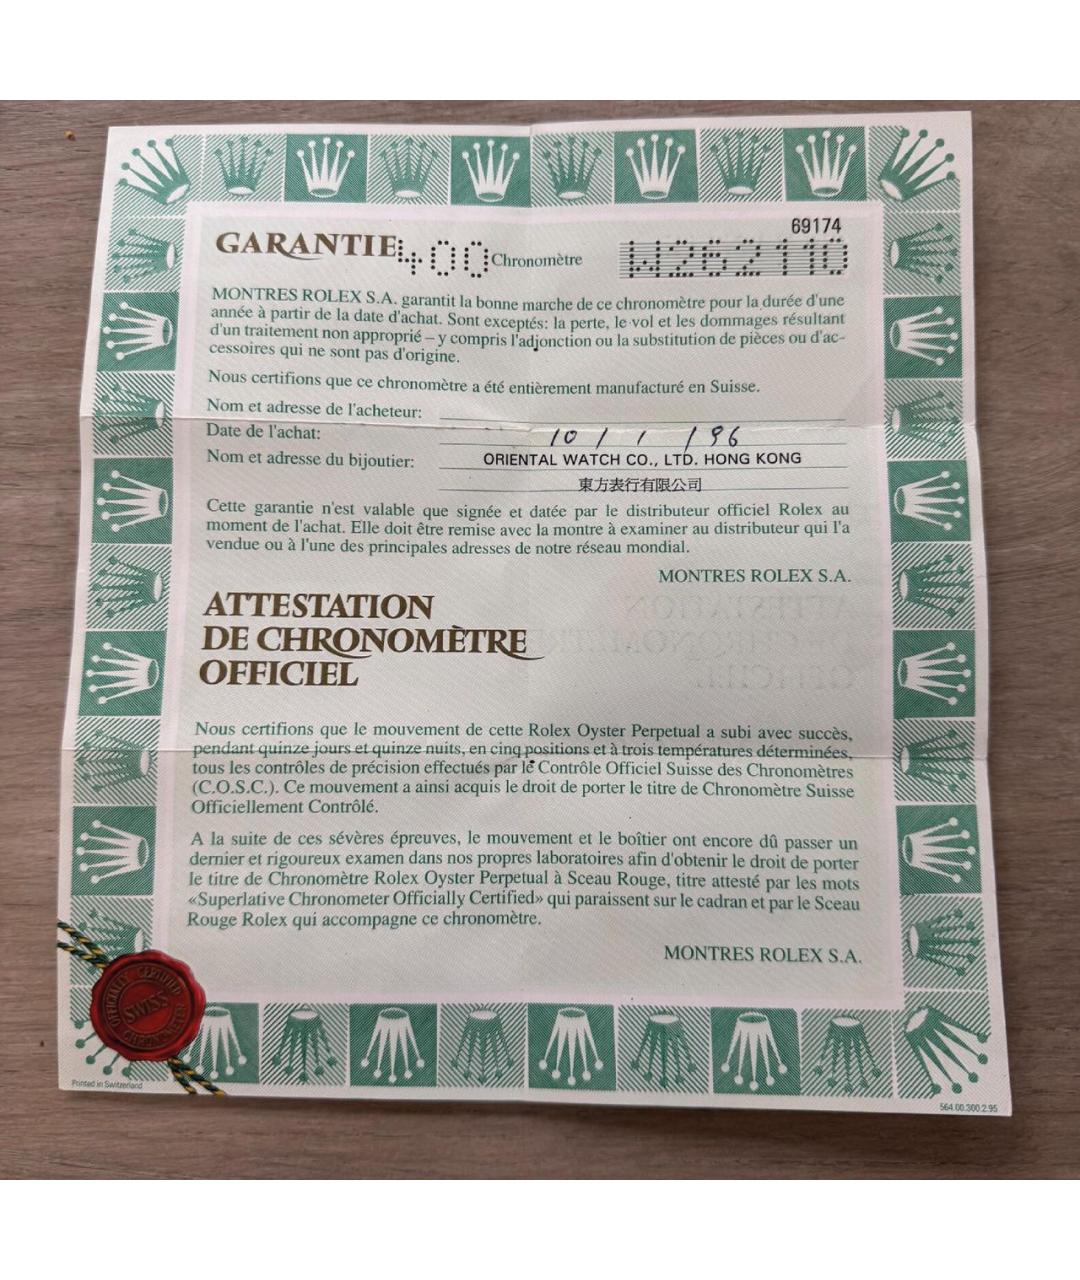 69174
GARANTIE 400 Chronomètre W262110
MONTRES ROLEX S.A. garantit la bonne marche de ce chronomètre pour la durée d'une
année à partir de la date d'achat. Sont exceptés: la perte, le vol et les dommages résultant
d'un traitement non approprié – y compris l'adjonction ou la substitution de pièces ou d'ac-
cessoires qui ne sont pas d'origine.
Nous certifions que ce chronomètre a été entièrement manufacturé en Suisse.
Nom et adresse de l'acheteur:
Date de l'achat: 10 / 1 / 96
Nom et adresse du bijoutier: ORIENTAL WATCH CO., LTD. HONG KONG
東方表行有限公司
Cette garantie n'est valable que signée et datée par le distributeur officiel Rolex au
moment de l'achat. Elle doit être remise avec la montre à examiner au distributeur qui l'a
vendue ou à l'une des principales adresses de notre réseau mondial.
MONTRES ROLEX S.A.
ATTESTATION
DE CHRONOMÈTRE
OFFICIEL
Nous certifions que le mouvement de cette Rolex Oyster Perpetual a subi avec succès,
pendant quinze jours et quinze nuits, en cinq positions et à trois températures déterminées,
tous les contrôles de précision effectués par le Contrôle Officiel Suisse des Chronomètres
(C.O.S.C.). Ce mouvement a ainsi acquis le droit de porter le titre de Chronomètre Suisse
Officiellement Contrôlé.
A la suite de ces sévères épreuves, le mouvement et le boîtier ont encore dû passer un
dernier et rigoureux examen dans nos propres laboratoires afin d'obtenir le droit de porter
le titre de Chronomètre Rolex Oyster Perpetual à Sceau Rouge, titre attesté par les mots
«Superlative Chronometer Officially Certified» qui paraissent sur le cadran et par le Sceau
Rouge Rolex qui accompagne ce chronomètre.
MONTRES ROLEX S.A.
OFFICIALLY CERTIFIED
SWISS
CHRONOMETER
Printed in Switzerland
564.00.300.2.95